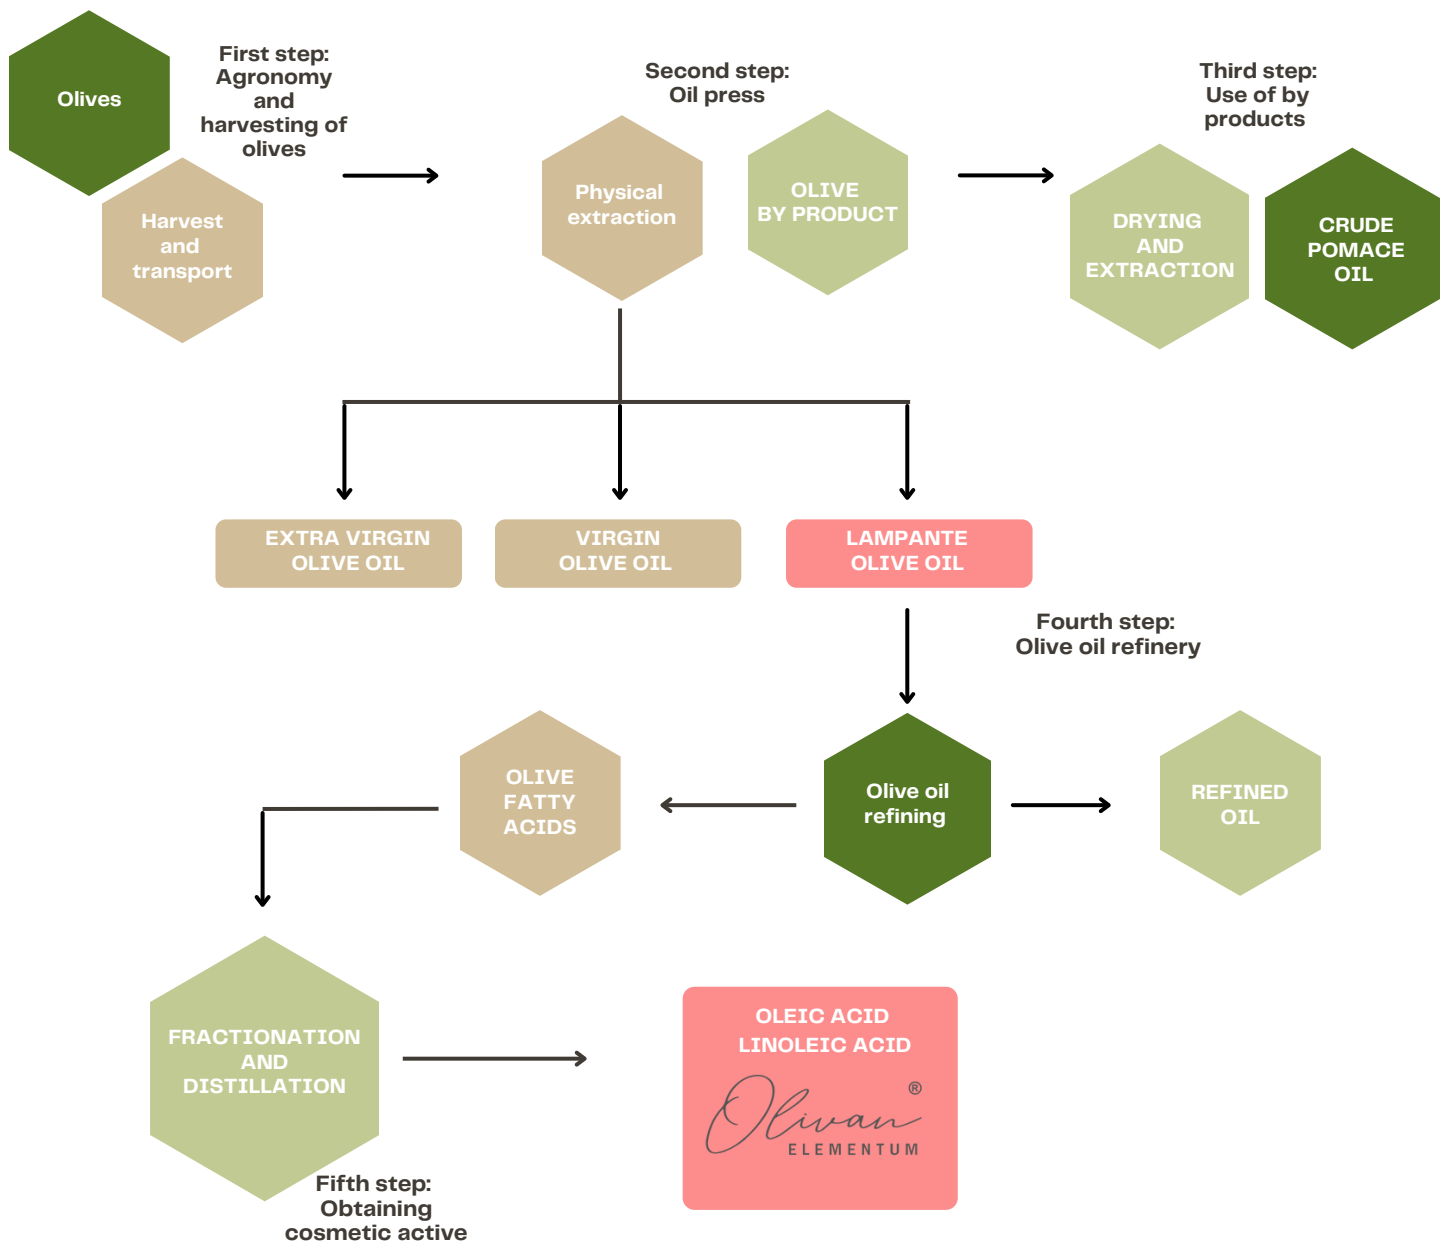 Olives
First step:
Agronomy
and
harvesting of
olives
Harvest
and
transport
Second step:
Oil press
Physical
extraction
OLIVE
BY PRODUCT
Third step:
Use of by
products
DRYING
AND
EXTRACTION
CRUDE
POMACE
OIL
EXTRA VIRGIN
OLIVE OIL
VIRGIN
OLIVE OIL
LAMPANTE
OLIVE OIL
Fourth step:
Olive oil refinery
OLIVE
FATTY
ACIDS
Olive oil
refining
REFINED
OIL
FRACTIONATION
AND
DISTILLATION
Fifth step:
Obtaining
cosmetic active
OLEIC ACID
LINOLEIC ACID
Olivan®
ELEMENTUM